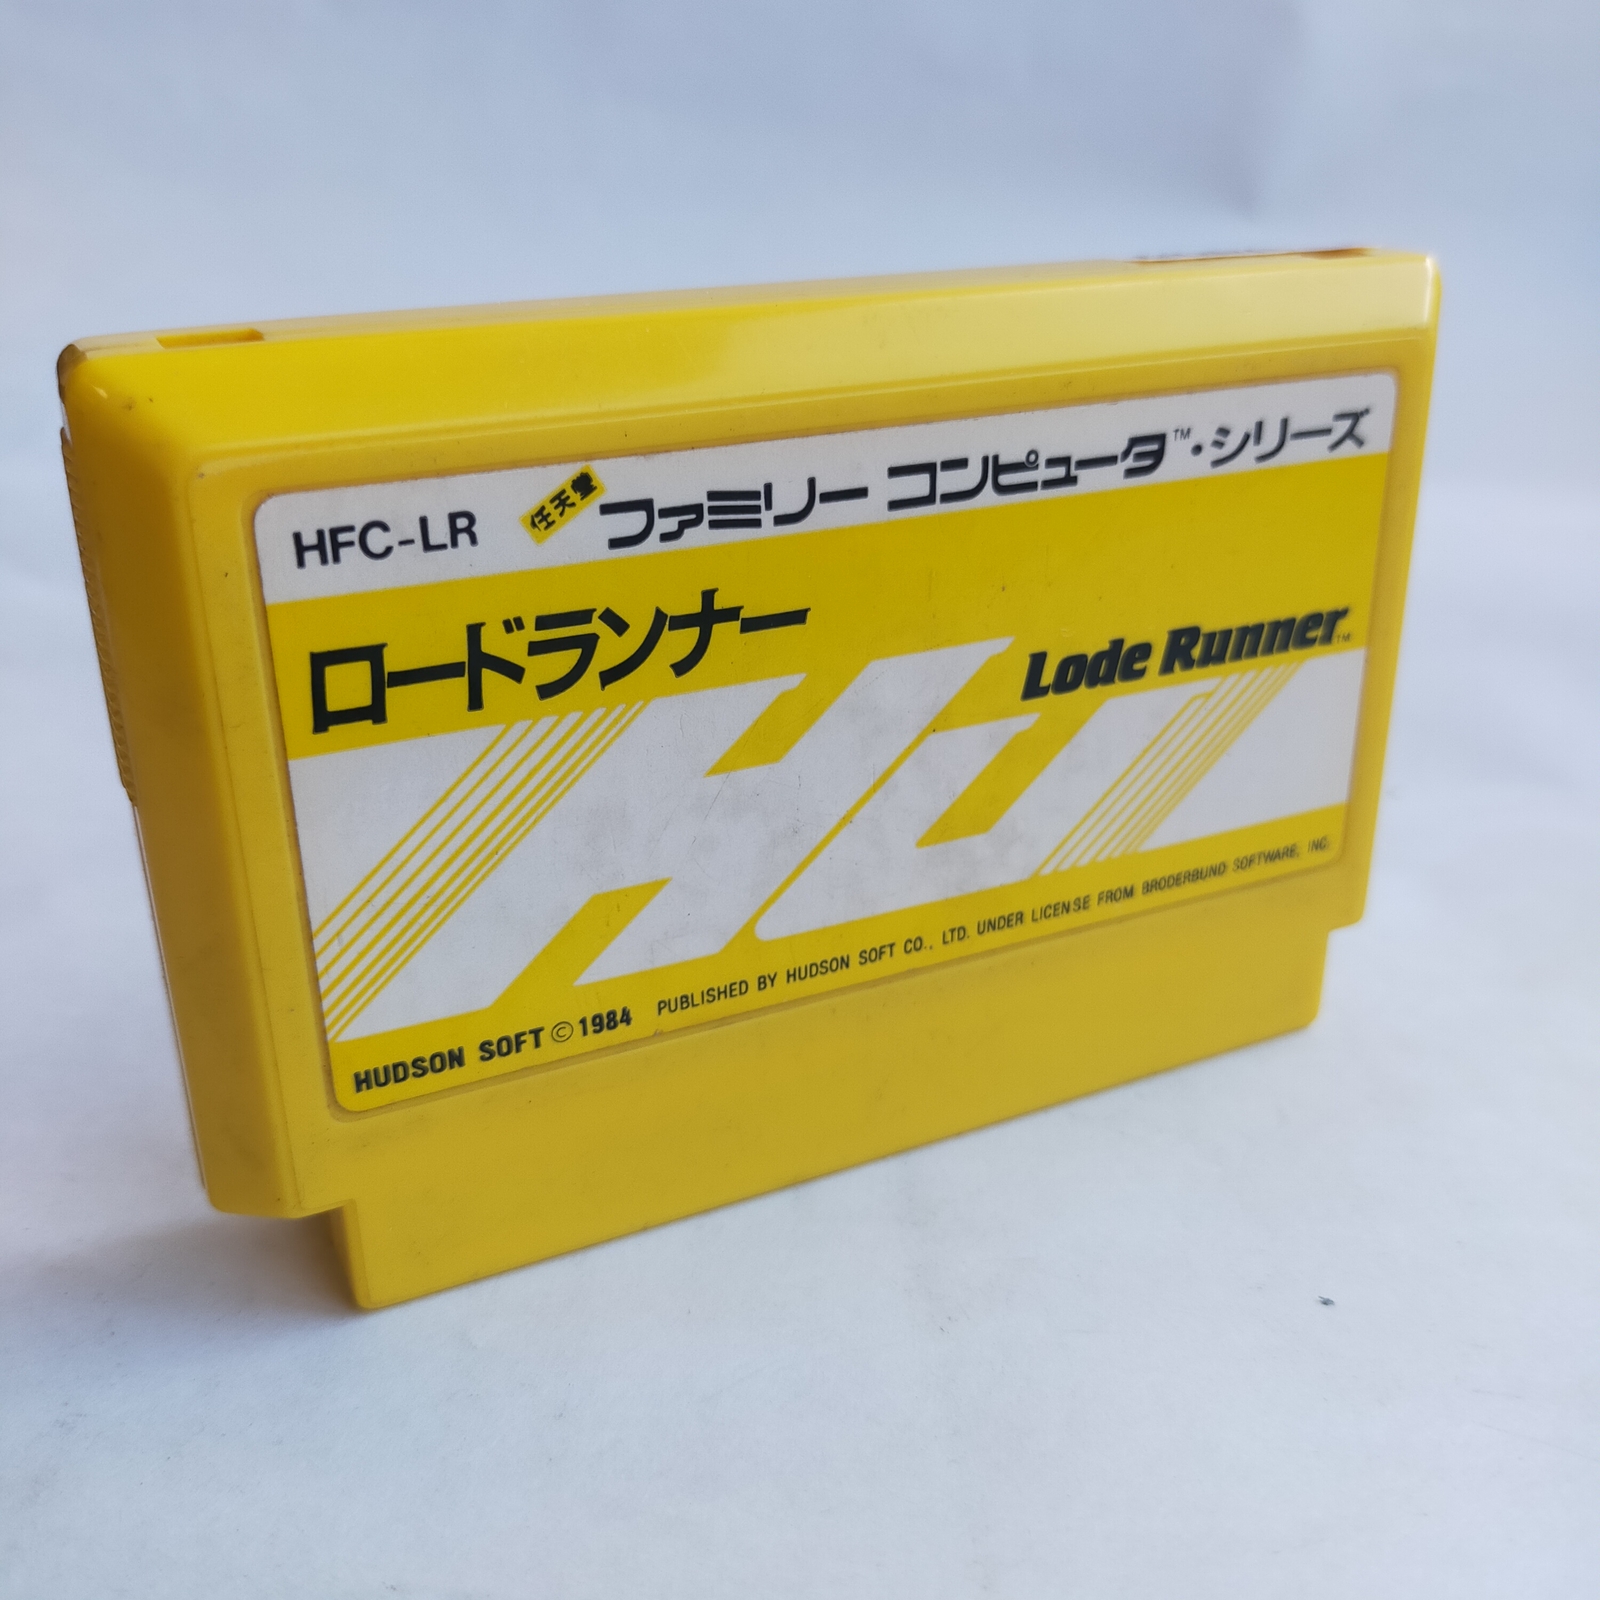 HFC-LR 任天堂 ファミリー コンピュータ™・シリーズ
ロードランナー
Lode Runner™
HUDSON SOFT © 1984 PUBLISHED BY HUDSON SOFT CO., LTD. UNDER LICENSE FROM BRODERBUND SOFTWARE, INC.